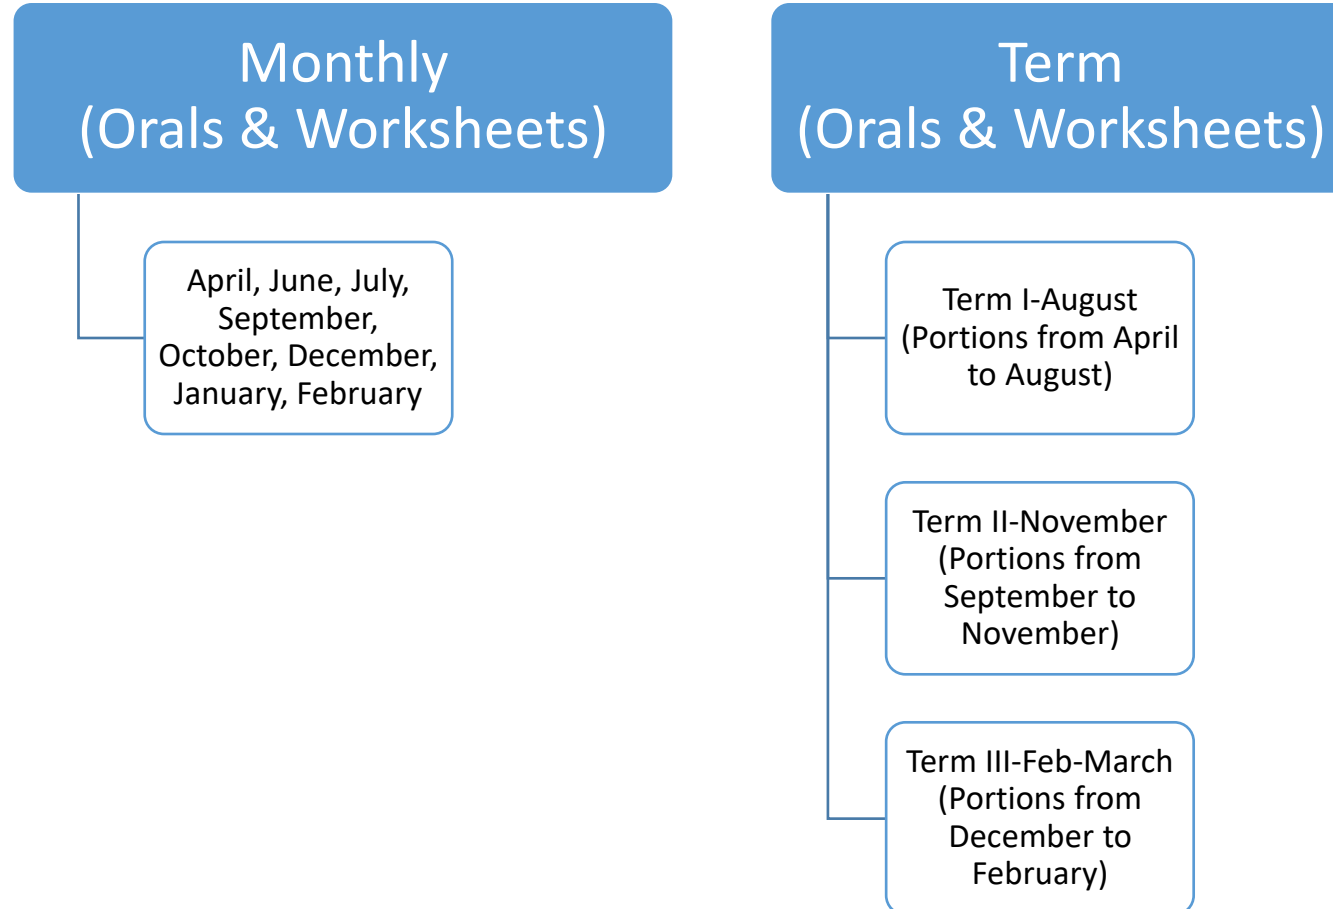 Monthly
(Orals & Worksheets)
April, June, July,
September,
October, December,
January, February
Term
(Orals & Worksheets)
Term I-August
(Portions from April
to August)
Term II-November
(Portions from
September to
November)
Term III-Feb-March
(Portions from
December to
February)